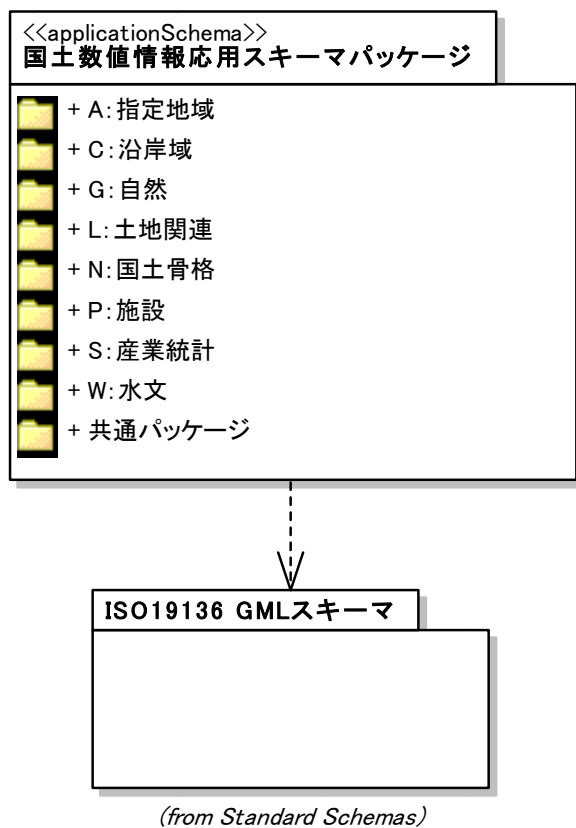 <<applicationSchema>>
国土数値情報応用スキーマパッケージ
+ A:指定地域
+ C:沿岸域
+ G:自然
+ L:土地関連
+ N:国土骨格
+ P:施設
+ S:産業統計
+ W:水文
+ 共通パッケージ
ISO19136 GMLスキーマ
(from Standard Schemas)